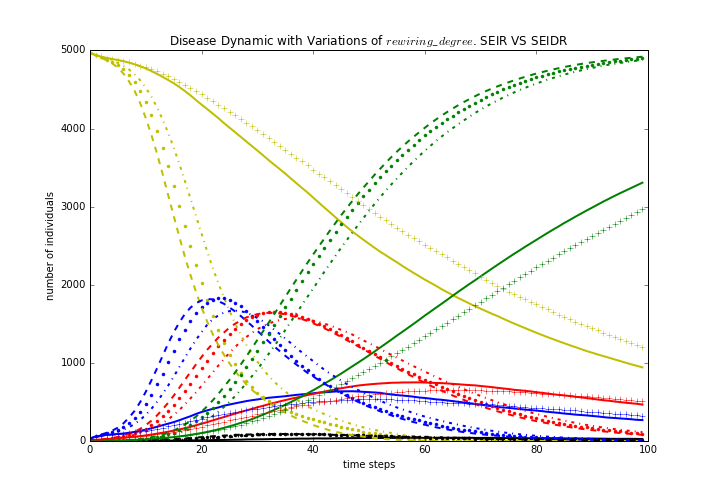 Disease Dynamic with Variations of rewiring_degree. SEIR VS SEIDR
5000
4000
3000
2000
1000
0
number of individuals
0 20 40 60 80 100
time steps